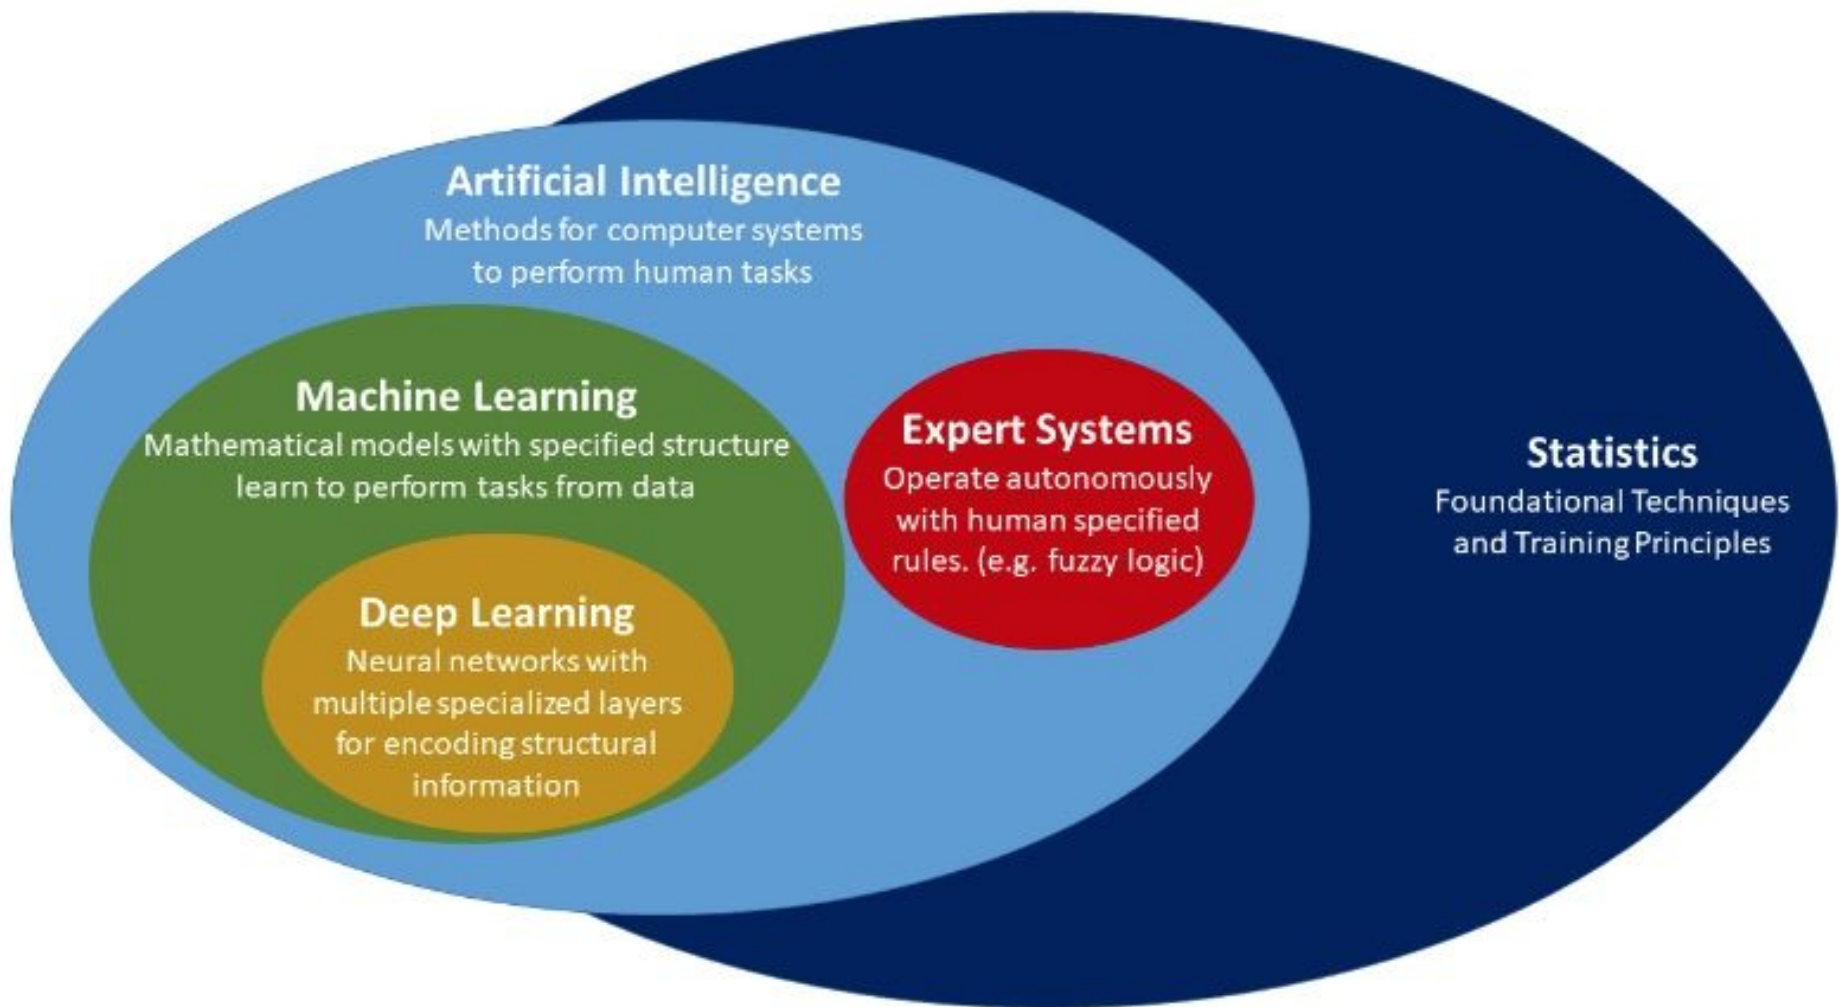 Artificial Intelligence
Methods for computer systems
to perform human tasks
Machine Learning
Mathematical models with specified structure
learn to perform tasks from data
Deep Learning
Neural networks with
multiple specialized layers
for encoding structural
information
Expert Systems
Operate autonomously
with human specified
rules. (e.g. fuzzy logic)
Statistics
Foundational Techniques
and Training Principles